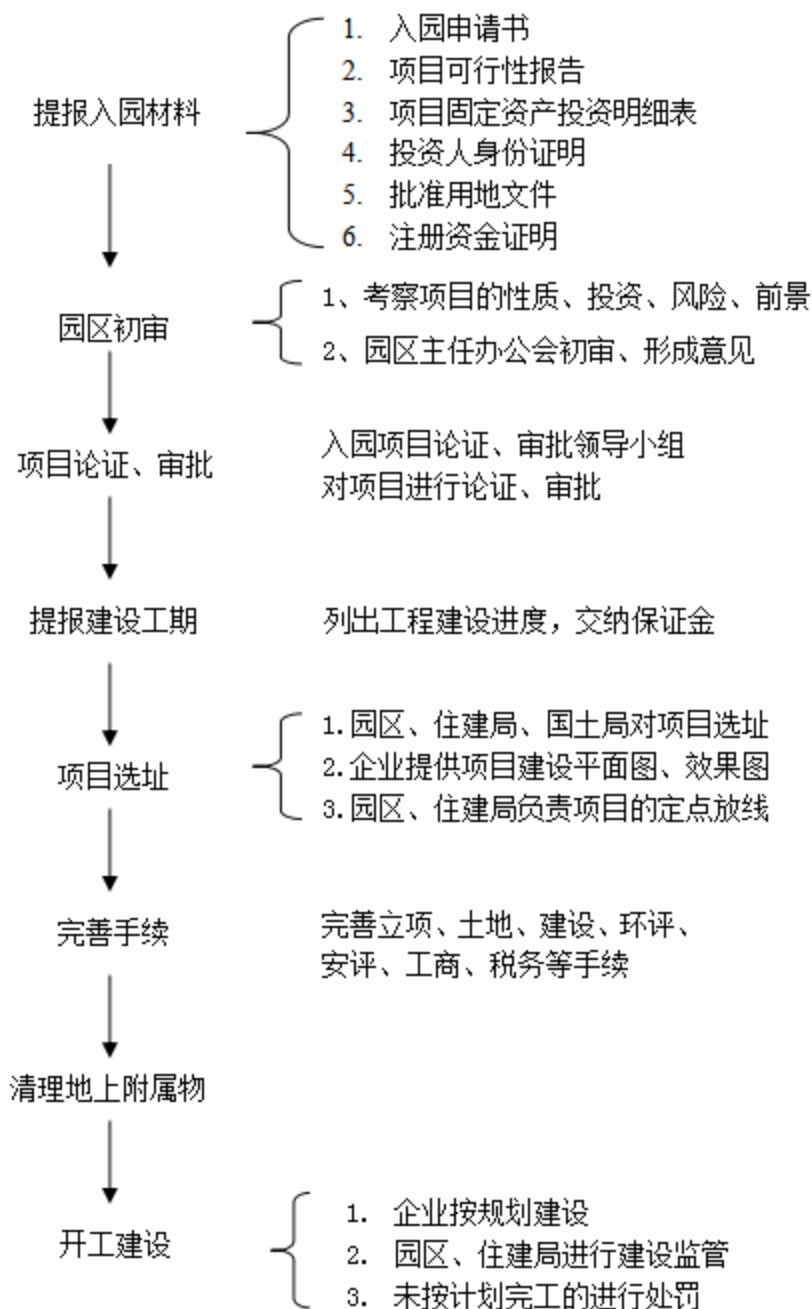 提报入园材料
1. 入园申请书
2. 项目可行性报告
3. 项目固定资产投资明细表
4. 投资人身份证明
5. 批准用地文件
6. 注册资金证明
园区初审
1、考察项目的性质、投资、风险、前景
2、园区主任办公会初审、形成意见
项目论证、审批
入园项目论证、审批领导小组
对项目进行论证、审批
提报建设工期
列出工程建设进度，交纳保证金
项目选址
1.园区、住建局、国土局对项目选址
2.企业提供项目建设平面图、效果图
3.园区、住建局负责项目的定点放线
完善手续
完善立项、土地、建设、环评、
安评、工商、税务等手续
清理地上附属物
开工建设
1. 企业按规划建设
2. 园区、住建局进行建设监管
3. 未按计划完工的进行处罚